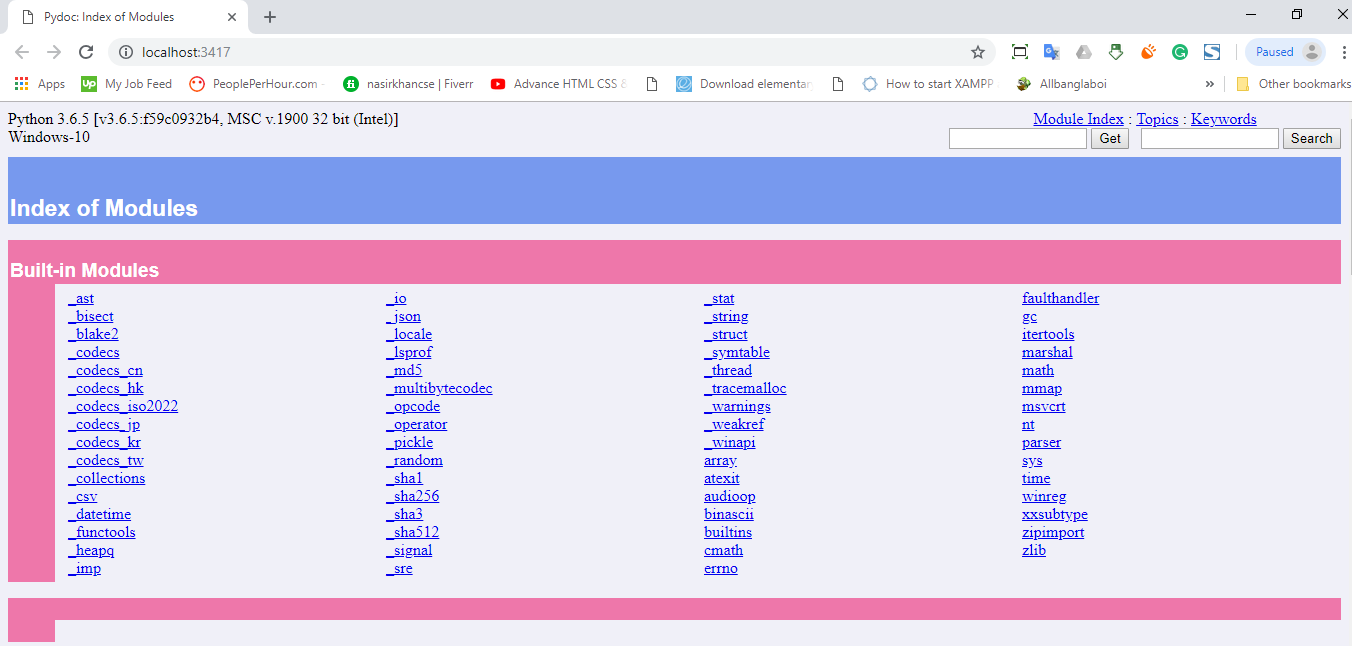 Pydoc: Index of Modules
localhost:3417
Paused
Apps
My Job Feed
PeoplePerHour.com
nasirkhancse | Fiverr
Advance HTML CSS &
Download elementar
How to start XAMPP
Allbanglaboi
»
Other bookmarks
Python 3.6.5 [v3.6.5:f59c0932b4, MSC v.1900 32 bit (Intel)]
Windows-10
Module Index : Topics : Keywords
Get
Search
Index of Modules
Built-in Modules
_ast
_bisect
_blake2
_codecs
_codecs_cn
_codecs_hk
_codecs_iso2022
_codecs_jp
_codecs_kr
_codecs_tw
_collections
_csv
_datetime
_functools
_heapq
_imp
_io
_json
_locale
_lsprof
_md5
_multibytecodec
_opcode
_operator
_pickle
_random
_sha1
_sha256
_sha3
_sha512
_signal
_sre
_stat
_string
_struct
_symtable
_thread
_tracemalloc
_warnings
_weakref
_winapi
array
atexit
audioop
binascii
builtins
cmath
errno
faulthandler
gc
itertools
marshal
math
mmap
msvcrt
nt
parser
sys
time
winreg
xxsubtype
zipimport
zlib